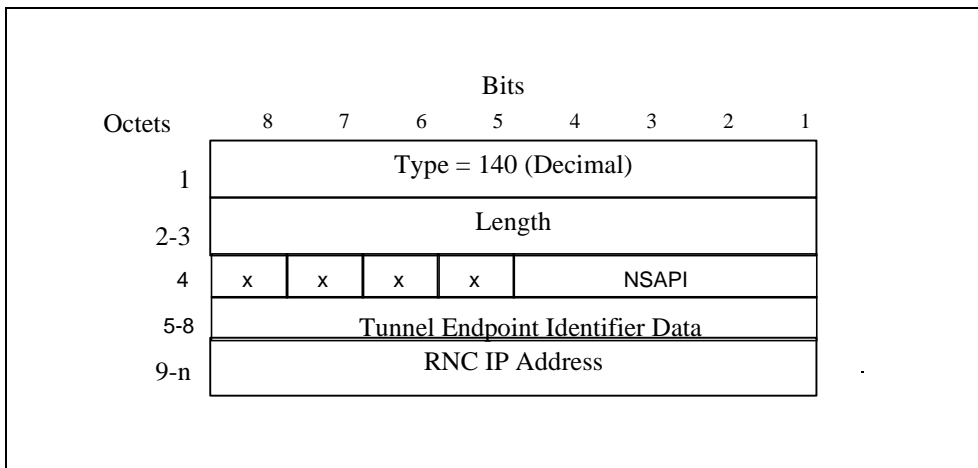 Bits
Octets 8 7 6 5 4 3 2 1
1 Type = 140 (Decimal)
2-3 Length
4 x x x x NSAPI
5-8 Tunnel Endpoint Identifier Data
9-n RNC IP Address .